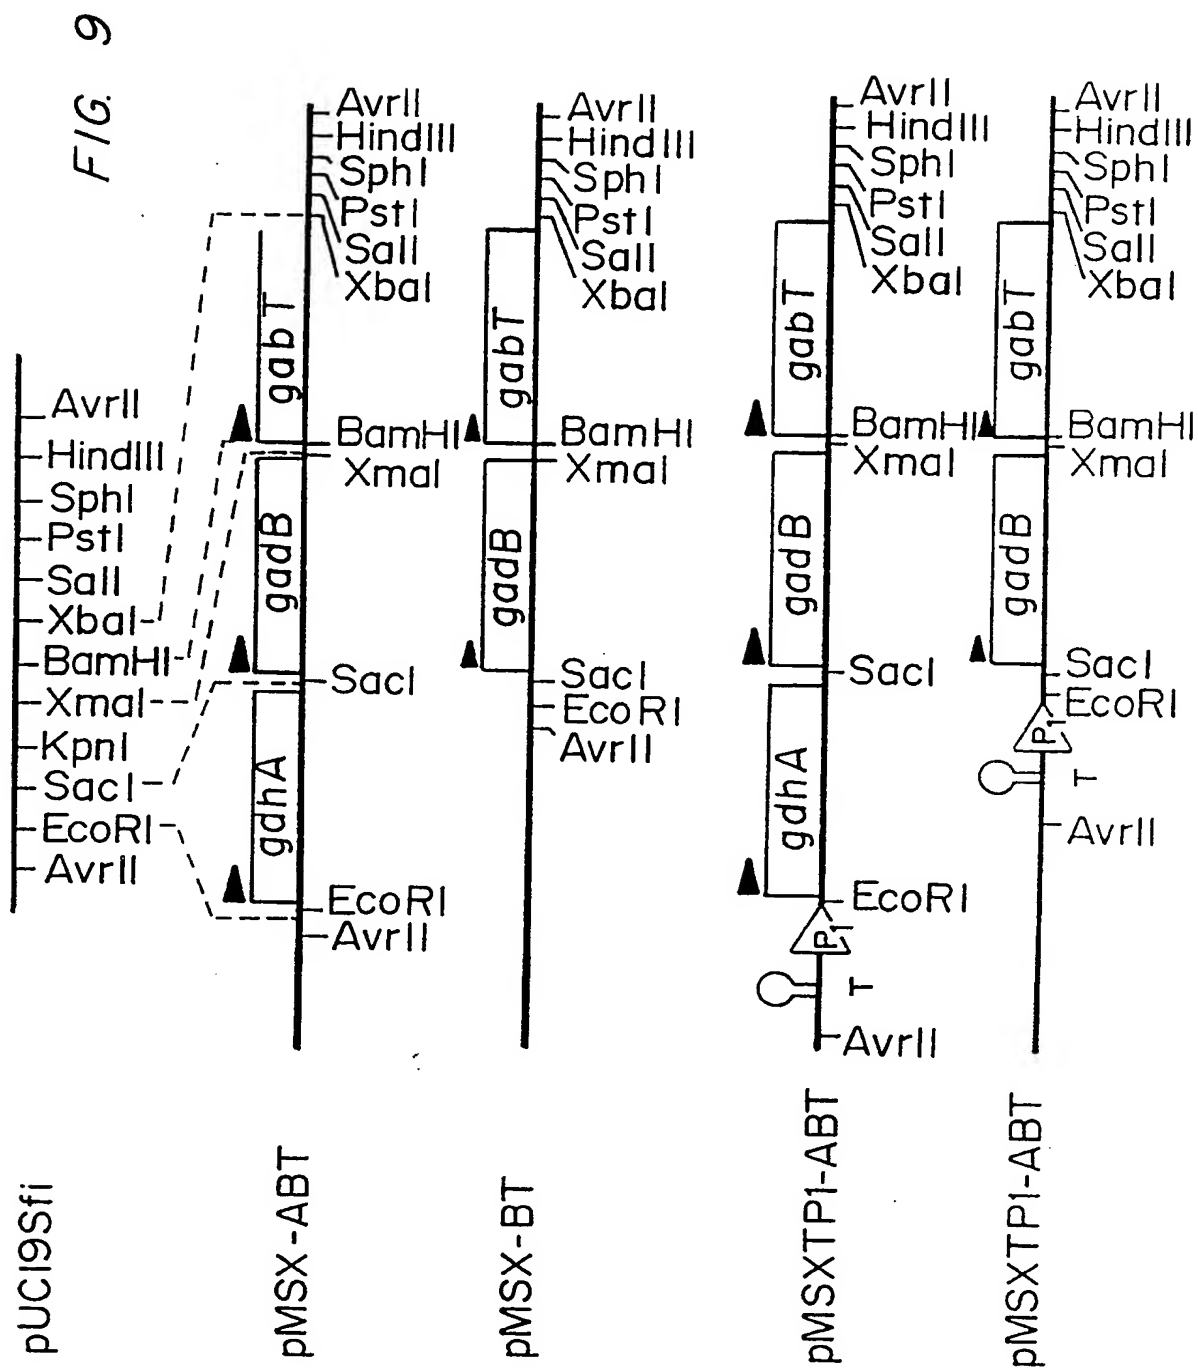 FIG. 9
pUC19Sfi
AvrII
EcoRI
SacI
KpnI
XmaI
BamHI
XbaI
SalI
PstI
SphI
HindIII
AvrII
pMSX-ABT
gdhA
gadB
gabT
AvrII
EcoRI
SacI
XmaI
BamHI
XbaI
SalI
PstI
SphI
HindIII
AvrII
pMSX-BT
gadB
gabT
AvrII
EcoRI
SacI
XmaI
BamHI
XbaI
SalI
PstI
SphI
HindIII
AvrII
pMSXTP1-ABT
gdhA
gadB
gabT
AvrII
T
P1
EcoRI
SacI
XmaI
BamHI
XbaI
SalI
PstI
SphI
HindIII
AvrII
pMSXTP1-ABT
gadB
gabT
AvrII
T
P1
EcoRI
SacI
XmaI
BamHI
XbaI
SalI
PstI
SphI
HindIII
AvrII